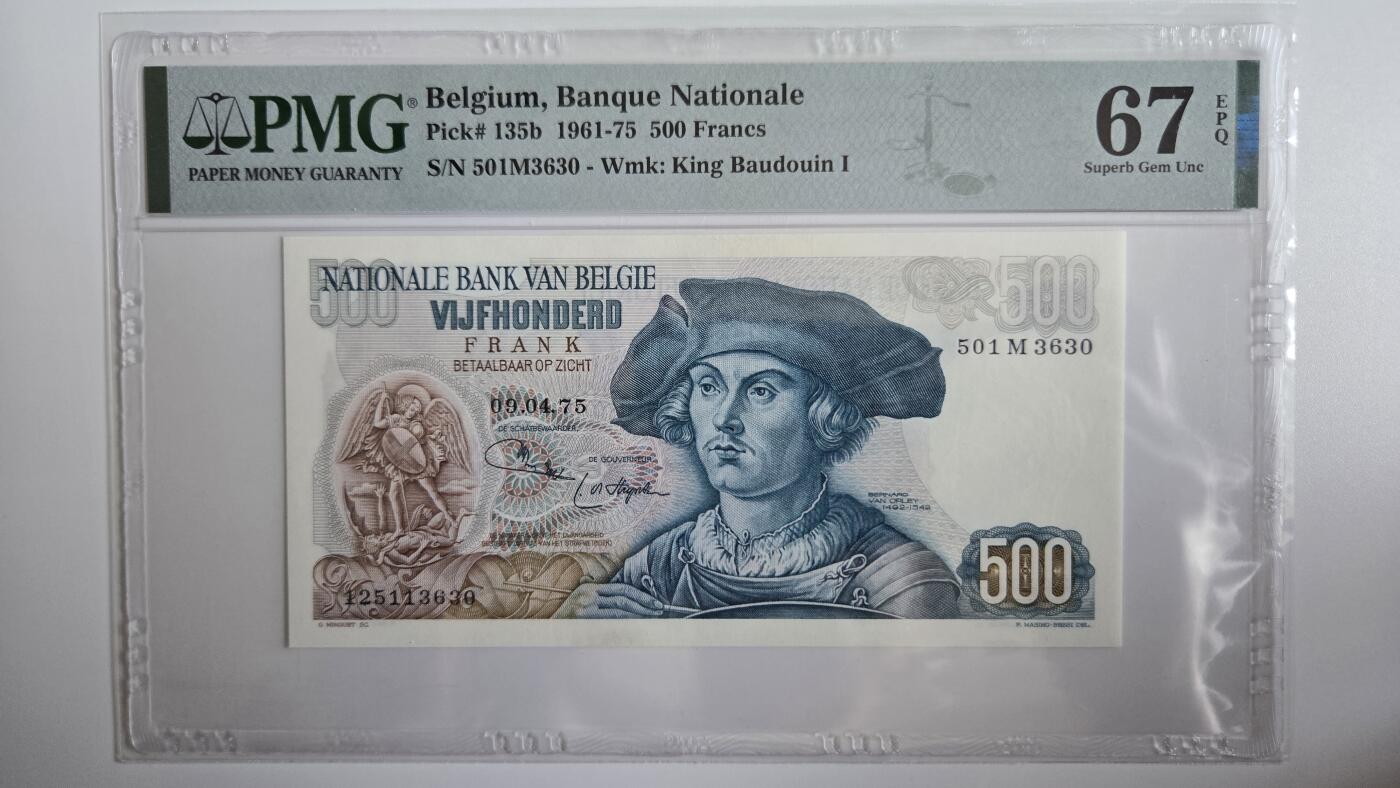 PMG®
PAPER MONEY GUARANTY
Belgium, Banque Nationale
Pick# 135b 1961-75 500 Francs
S/N 501M3630 - Wmk: King Baudouin I
67
EPQ
Superb Gem Unc
500
NATIONALE BANK VAN BELGIE
VIJFHONDERD
FRANK
BETAALBAAR OP ZICHT
500
501 M 3630
09.04.75
DE SCHATBEWAARDER,
DE GOUVERNEUR,
BERNARD
VAN ORLEY
1492-1542
500
125113630
C